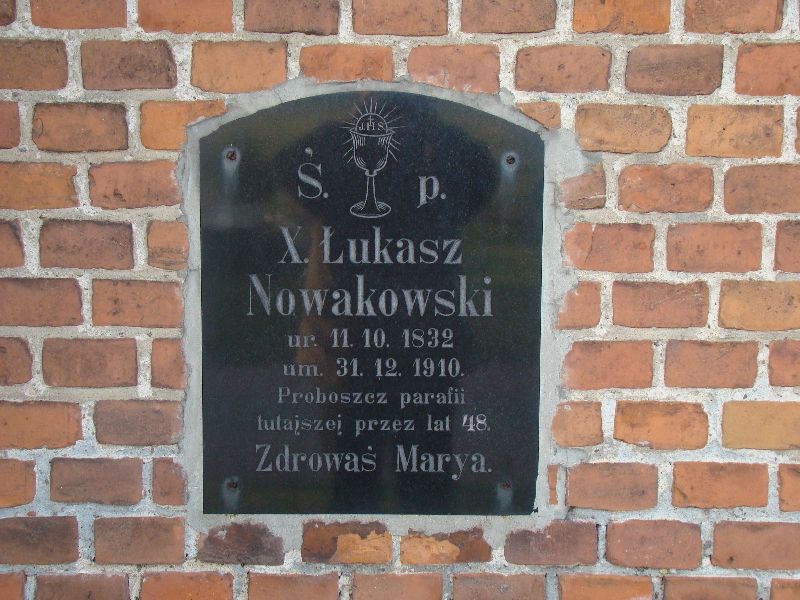 J.H.S
Ś. p.
X. Łukasz
Nowakowski
ur. 11. 10. 1832
um. 31. 12. 1910.
Proboszcz parafii
tutajszej przez lat 48.
Zdrowaś Marya.